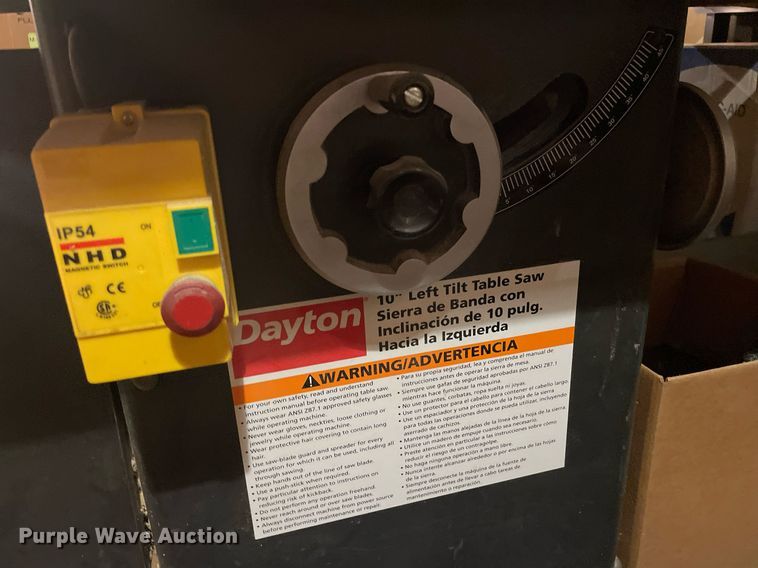 IP54
ON
NHD
MAGNETIC SWITCH
CE
5°
10°
15°
20°
25°
30°
35°
40°
45°
Dayton
10" Left Tilt Table Saw
Sierra de Banda con
Inclinación de 10 pulg.
Hacia la Izquierda
WARNING/ADVERTENCIA
• For your own safety, read and understand
instruction manual before operating table saw.
• Always wear ANSI Z87.1 approved safety glasses
while operating machine.
• Never wear gloves, neckties, loose clothing or
jewelry while operating machine.
• Wear protective hair covering to contain long
hair.
• Use saw-blade guard and spreader for every
operation for which it can be used, including all
through sawing.
• Keep hands out of line of saw blade.
• Use a push-stick when required.
• Pay particular attention to instructions on
reducing risk of kickback.
• Do not perform any operation freehand.
• Never reach around or over saw blades.
• Always disconnect machine from power source
before performing maintenance or repair.
• Para su propia seguridad, lea y comprenda el manual de
instrucciones antes de operar la sierra de mesa.
• Siempre use gafas de seguridad aprobadas por ANSI Z87.1
mientras hace funcionar la máquina.
• No use guantes, corbatas, ropa suelta ni joyas.
• Use un protector para el cabello para contener el cabello largo.
• Use un espaciador y una protección de la hoja de la sierra
para todas las operaciones donde se pueda utilizar, incluyendo
aserrado de cachizos.
• Mantenga las manos alejadas de la línea de la hoja de la sierra.
• Utilice un madero de empuje cuando sea necesario.
• Preste atención en particular a las instrucciones sobre cómo
reducir el riesgo de un contragolpe.
• No haga ninguna operación a mano libre.
• Nunca intente alcanzar alrededor o por encima de las hojas
de la sierra.
• Siempre desconecte la máquina de la fuente de
alimentación antes de llevar a cabo tareas de
mantenimiento o reparación.
Purple Wave Auction